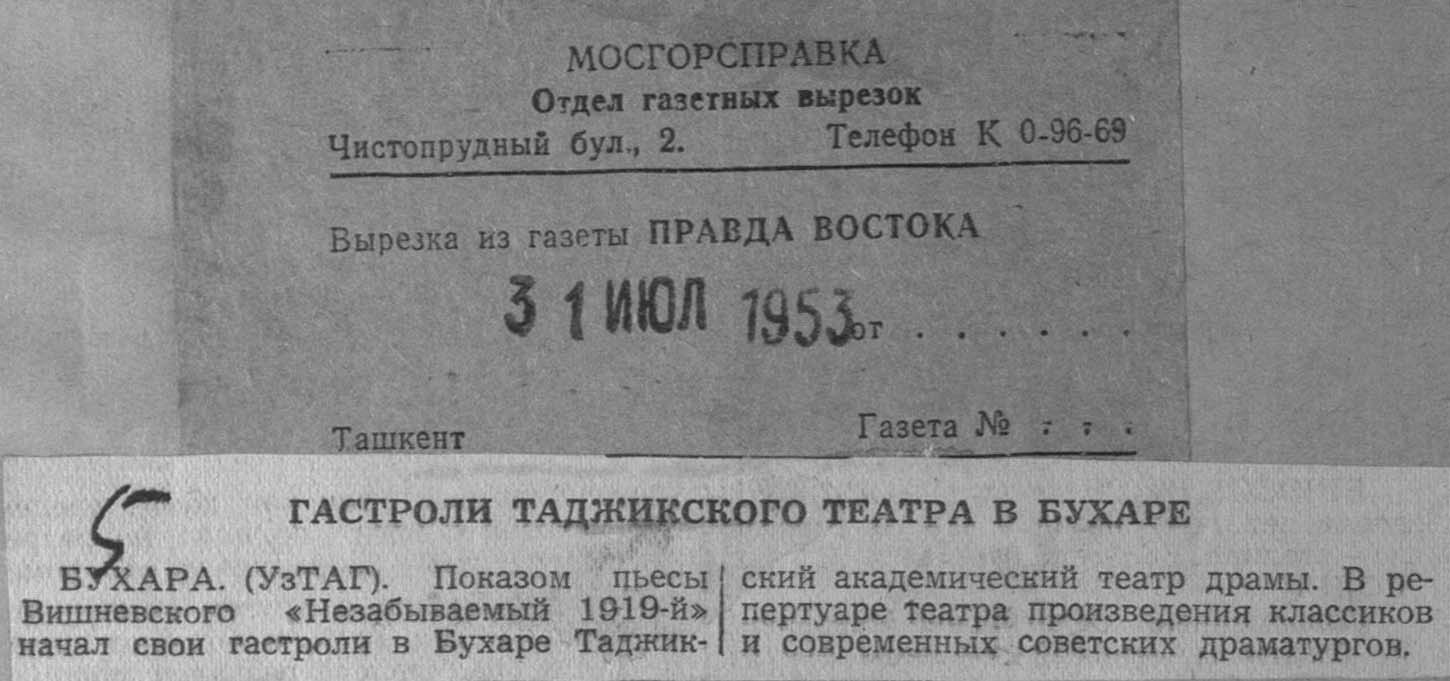 МОСГОРСПРАВКА
Отдел газетных вырезок
Чистопрудный бул., 2. Телефон К 0-96-69
Вырезка из газеты ПРАВДА ВОСТОКА
31 ИЮЛ 1953 от . . . . . .
Ташкент Газета № . . .
5
ГАСТРОЛИ ТАДЖИКСКОГО ТЕАТРА В БУХАРЕ
БУХАРА. (УзТАГ). Показом пьесы
Вишневского «Незабываемый 1919-й»
начал свои гастроли в Бухаре Таджик-
ский академический театр драмы. В ре-
пертуаре театра произведения классиков
и современных советских драматургов.